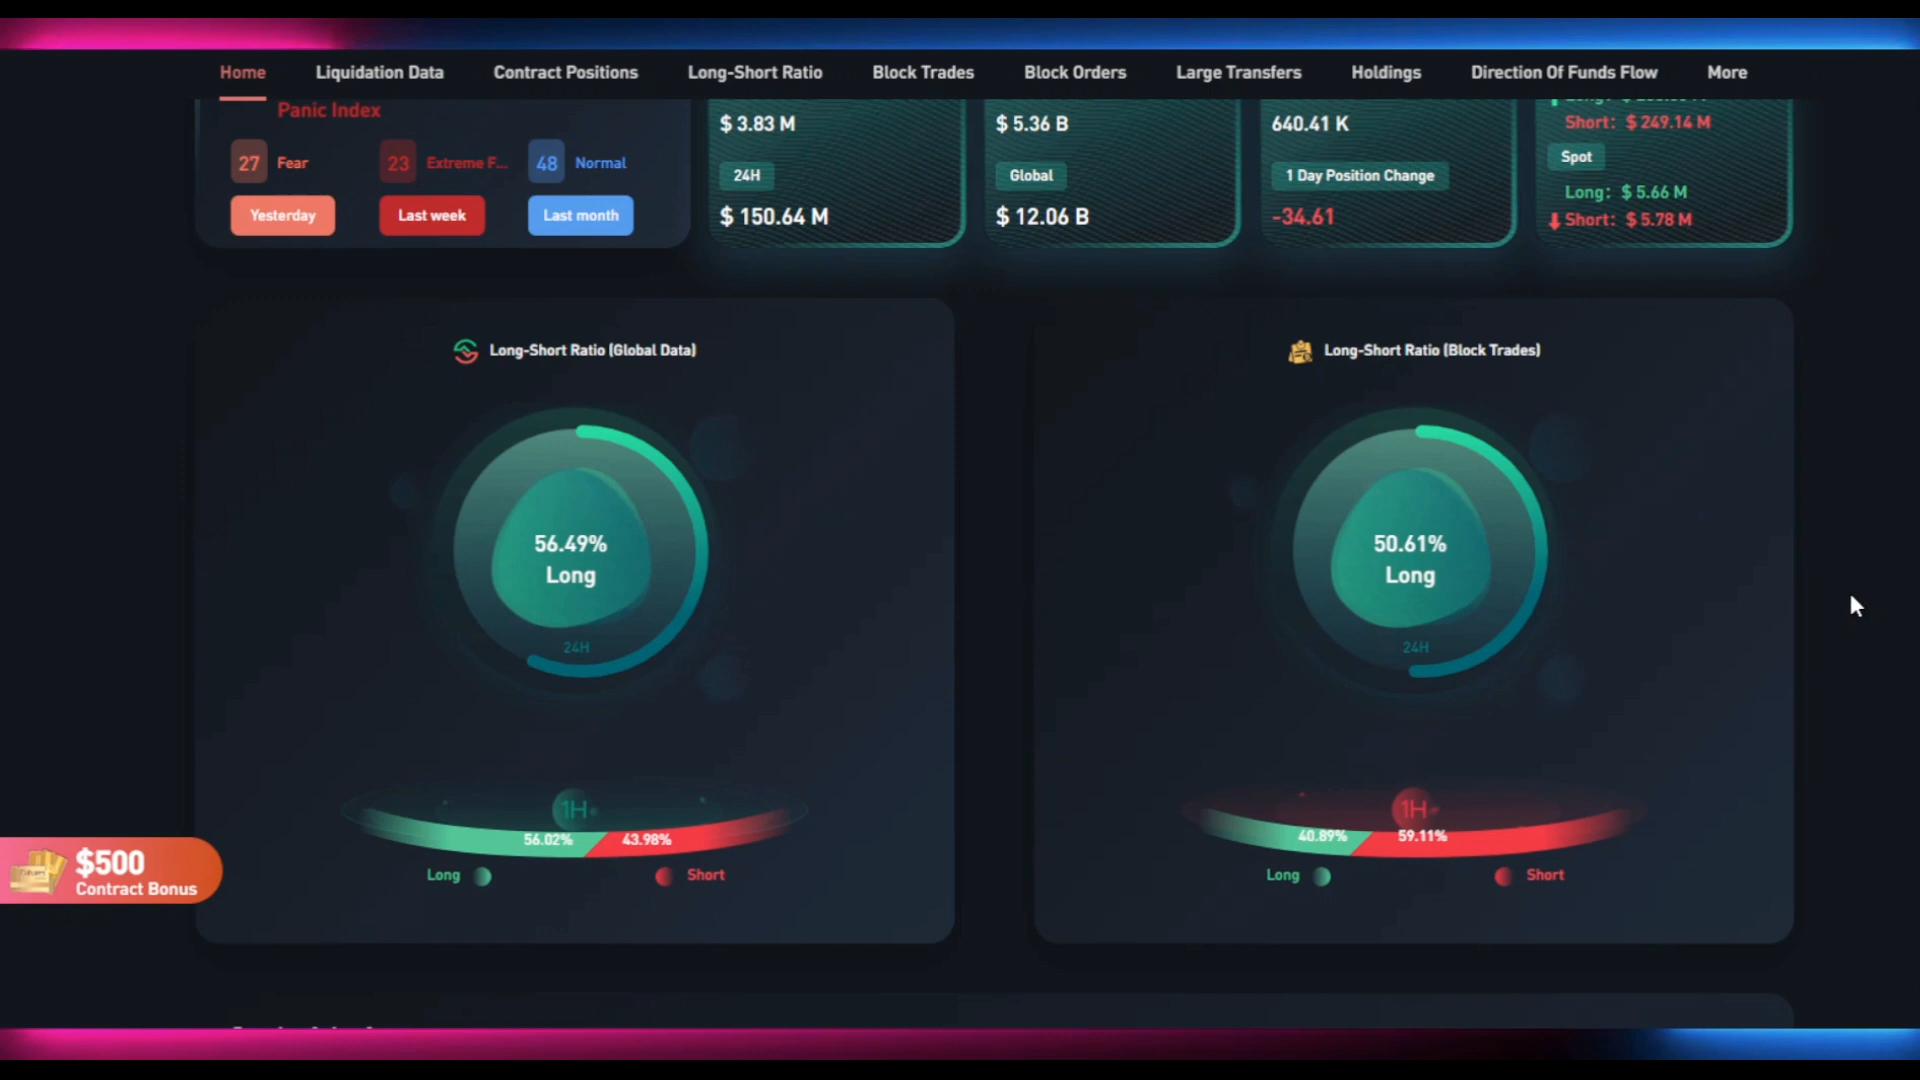 Home Liquidation Data Contract Positions Long-Short Ratio Block Trades Block Orders Large Transfers Holdings Direction Of Funds Flow More
Panic Index
27 Fear 23 Extreme F... 48 Normal
Yesterday Last week Last month
$ 3.83 M
24H
$ 150.64 M
$ 5.36 B
Global
$ 12.06 B
640.41 K
1 Day Position Change
-34.61
Short: $ 249.14 M
Spot
Long: $ 5.66 M
Short: $ 5.78 M
Long-Short Ratio (Global Data)
56.49%
Long
24H
1H
56.02% 43.98%
Long Short
Long-Short Ratio (Block Trades)
50.61%
Long
24H
1H
40.89% 59.11%
Long Short
$500
Contract Bonus